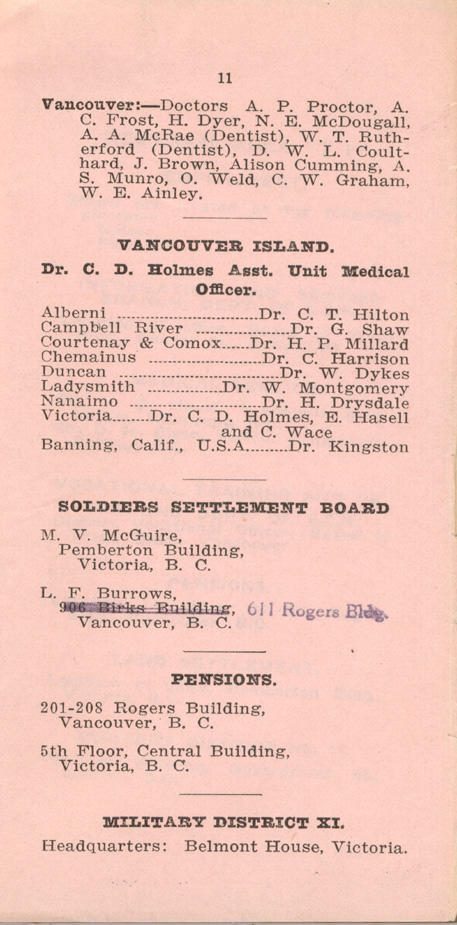 11
Vancouver:—Doctors A. P. Proctor, A.
C. Frost, H. Dyer, N. E. McDougall,
A. A. McRae (Dentist), W. T. Ruth-
erford (Dentist), D. W. L. Coult-
hard, J. Brown, Alison Cumming, A.
S. Munro, O. Weld, C. W. Graham,
W. E. Ainley.
VANCOUVER ISLAND.
Dr. C. D. Holmes Asst. Unit Medical
Officer.
Alberni ........................Dr. C. T. Hilton
Campbell River ................Dr. G. Shaw
Courtenay & Comox.....Dr. H. P. Millard
Chemainus ...................Dr. C. Harrison
Duncan .............................Dr. W. Dykes
Ladysmith .............Dr. W. Montgomery
Nanaimo .........................Dr. H. Drysdale
Victoria.......Dr. C. D. Holmes, E. Hasell
and C. Wace
Banning, Calif., U.S.A........Dr. Kingston
SOLDIERS SETTLEMENT BOARD
M. V. McGuire,
Pemberton Building,
Victoria, B. C.
L. F. Burrows,
906 Birks Building, 611 Rogers Bldg.
Vancouver, B. C.
PENSIONS.
201-208 Rogers Building,
Vancouver, B. C.
5th Floor, Central Building,
Victoria, B. C.
MILITARY DISTRICT XI.
Headquarters: Belmont House, Victoria.